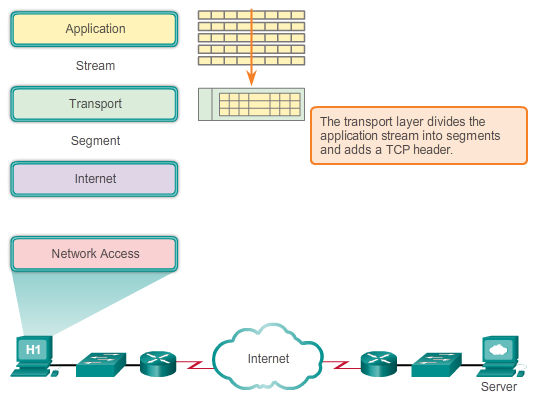 Application
Stream
Transport
The transport layer divides the
application stream into segments
and adds a TCP header.
Segment
Internet
Network Access
H1
Internet
Server